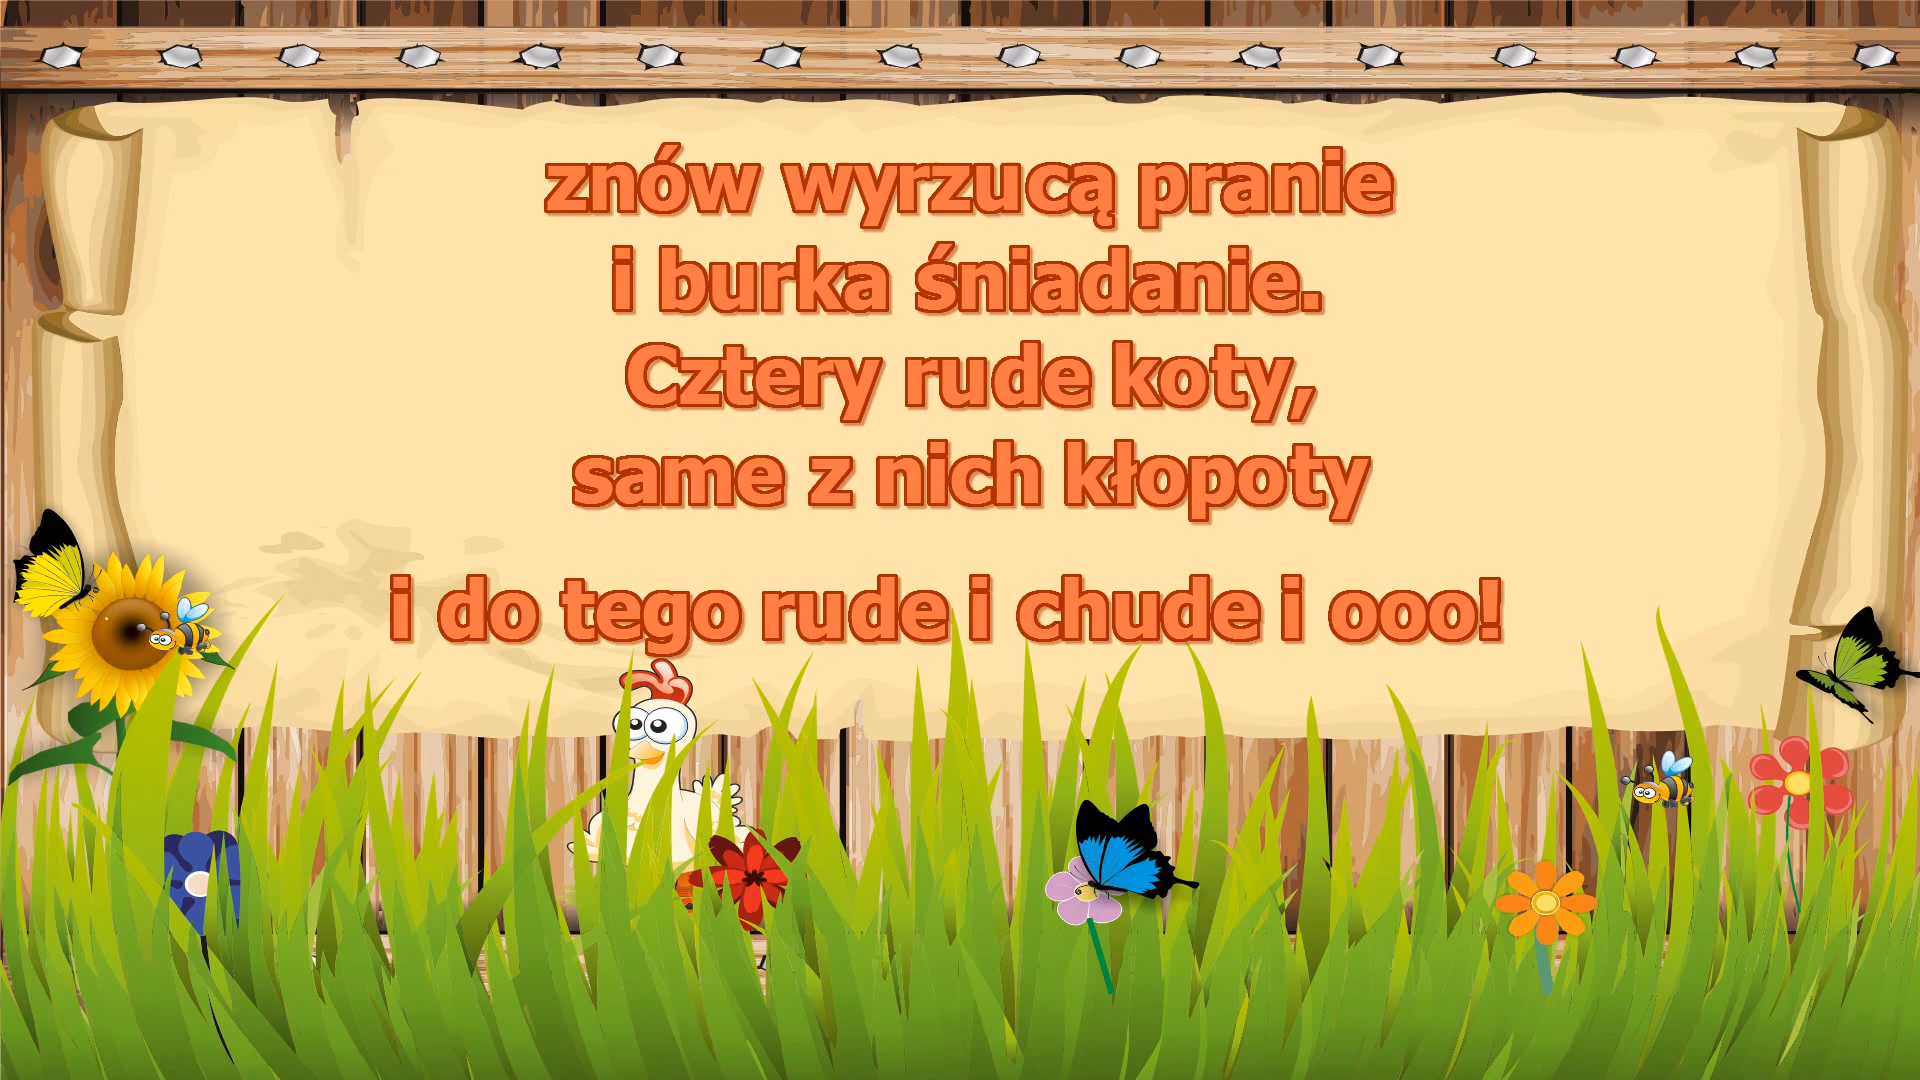 znów wyrzucą pranie
i burka śniadanie.
Cztery rude koty,
same z nich kłopoty
i do tego rude i chude i ooo!